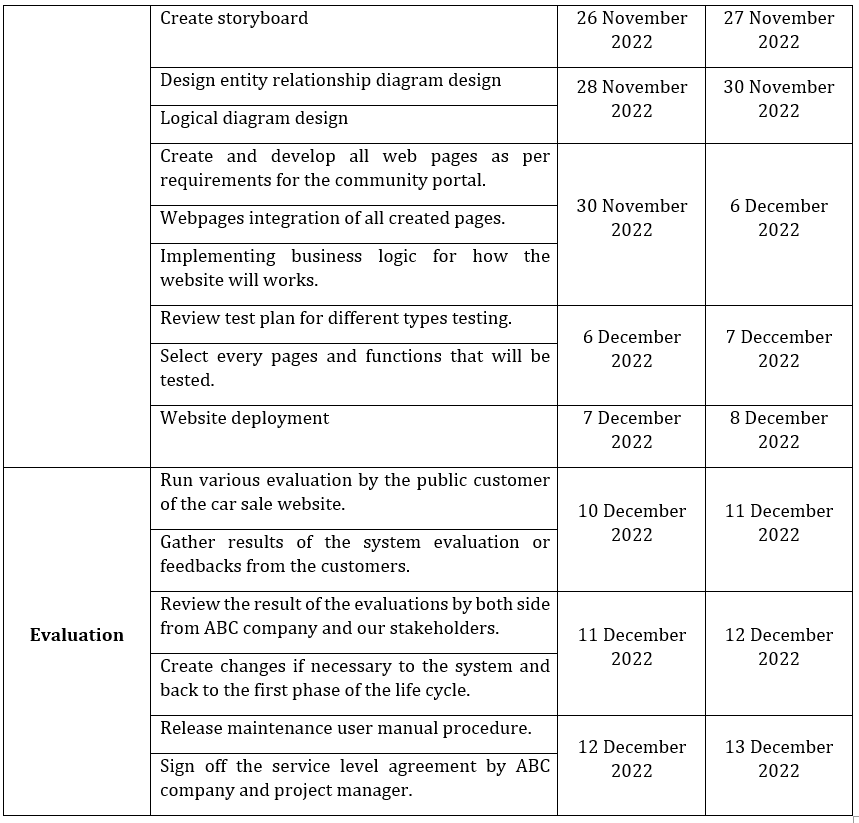 Create storyboard
26 November
2022
27 November
2022
Design entity relationship diagram design
28 November
2022
30 November
2022
Logical diagram design
Create and develop all web pages as per
requirements for the community portal.
30 November
2022
6 December
2022
Webpages integration of all created pages.
Implementing business logic for how the
website will works.
Review test plan for different types testing.
6 December
2022
7 Deccember
2022
Select every pages and functions that will be
tested.
Website deployment
7 December
2022
8 December
2022
Evaluation
Run various evaluation by the public customer
of the car sale website.
10 December
2022
11 December
2022
Gather results of the system evaluation or
feedbacks from the customers.
Review the result of the evaluations by both side
from ABC company and our stakeholders.
11 December
2022
12 December
2022
Create changes if necessary to the system and
back to the first phase of the life cycle.
Release maintenance user manual procedure.
12 December
2022
13 December
2022
Sign off the service level agreement by ABC
company and project manager.